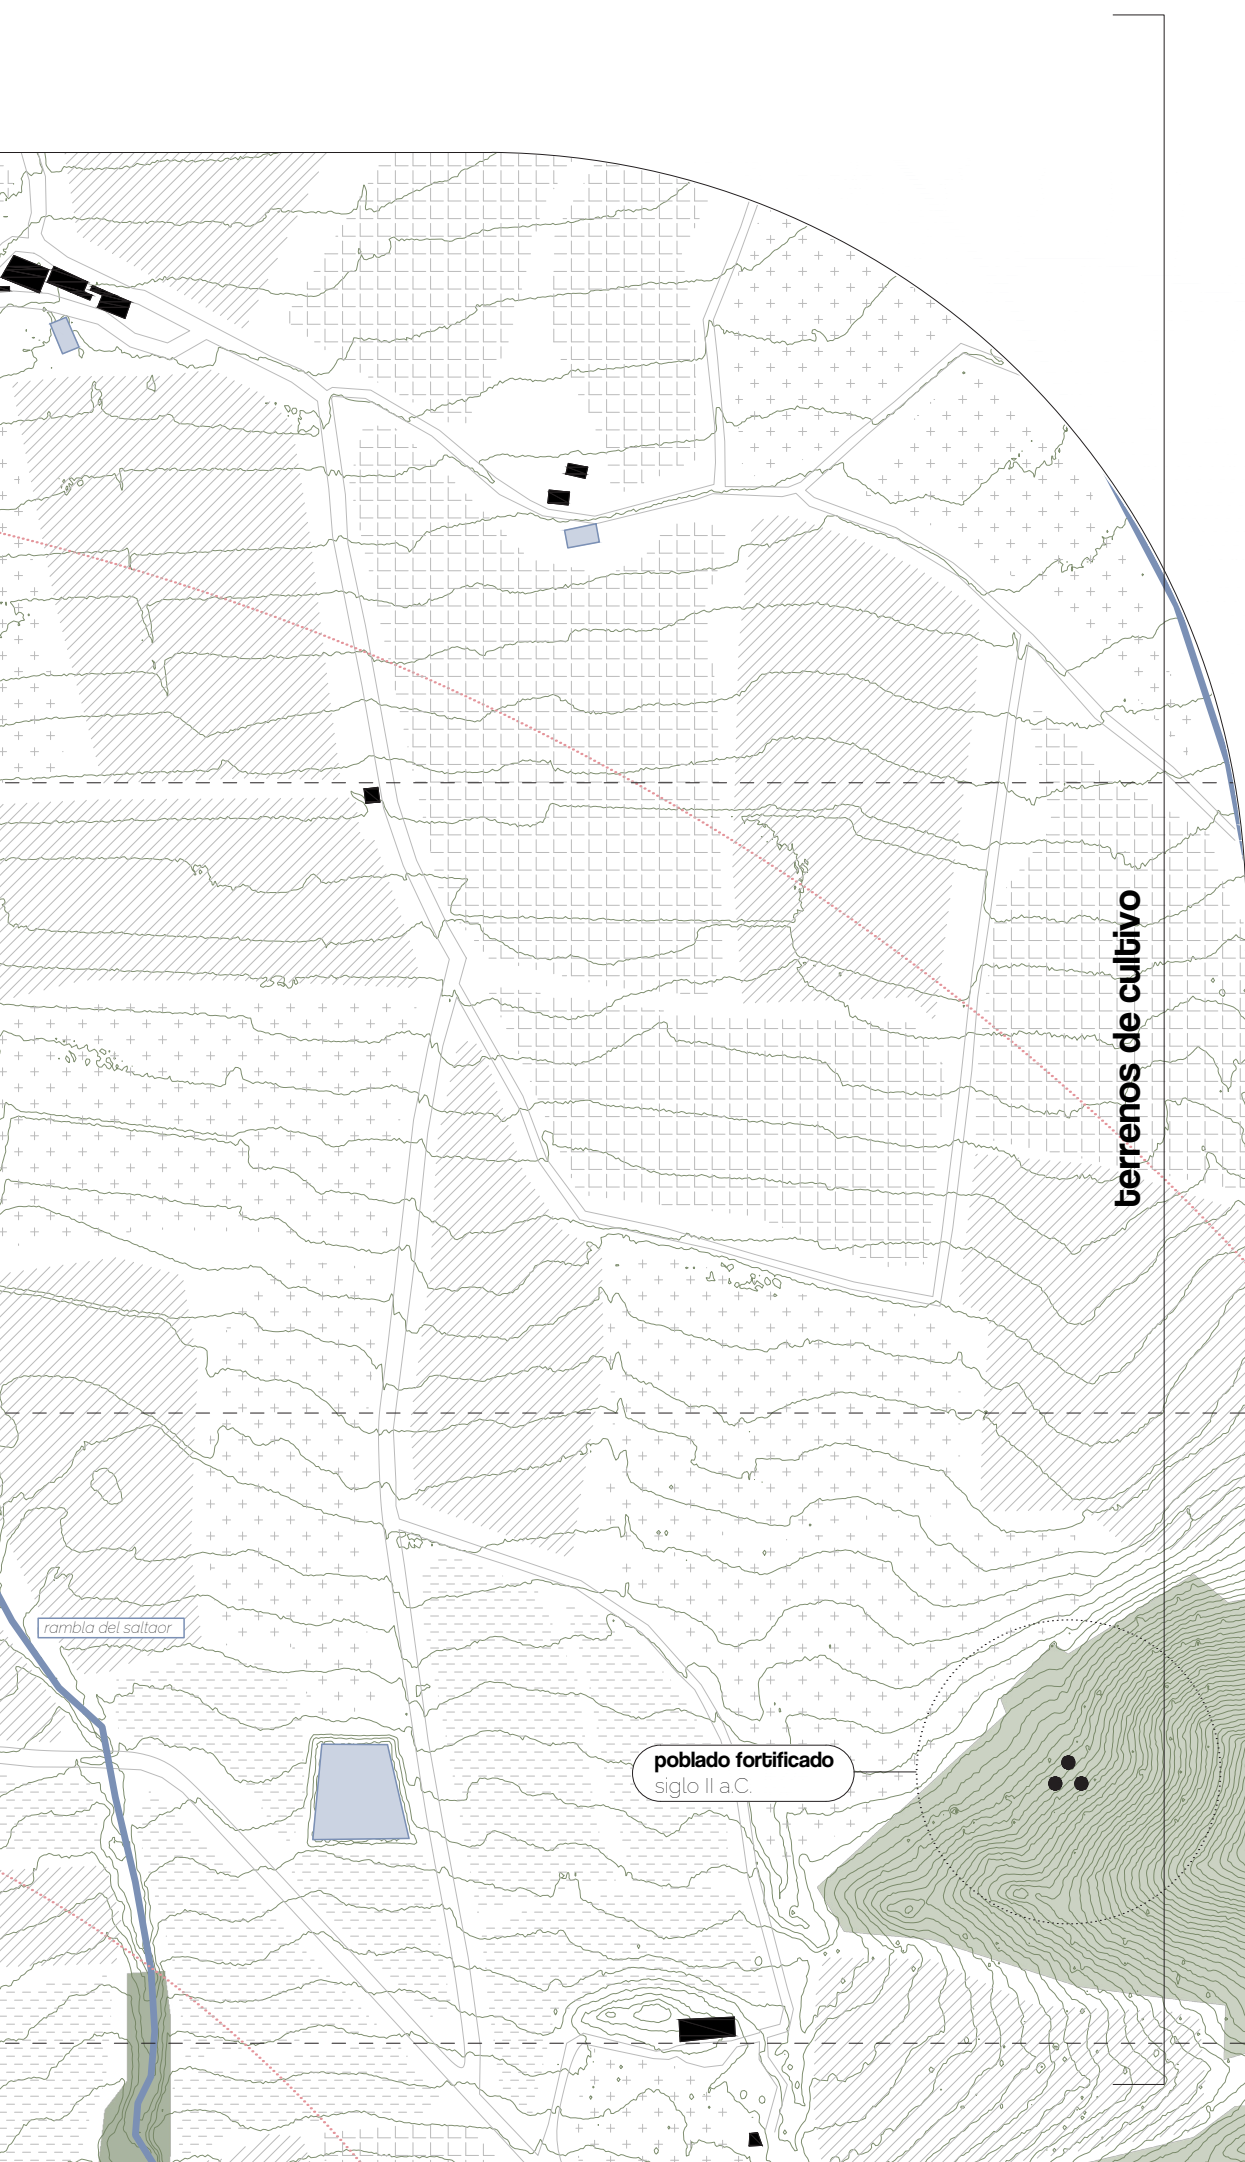 terrenos de cultivo
rambla del saltaor
poblado fortificado
siglo II a.C.